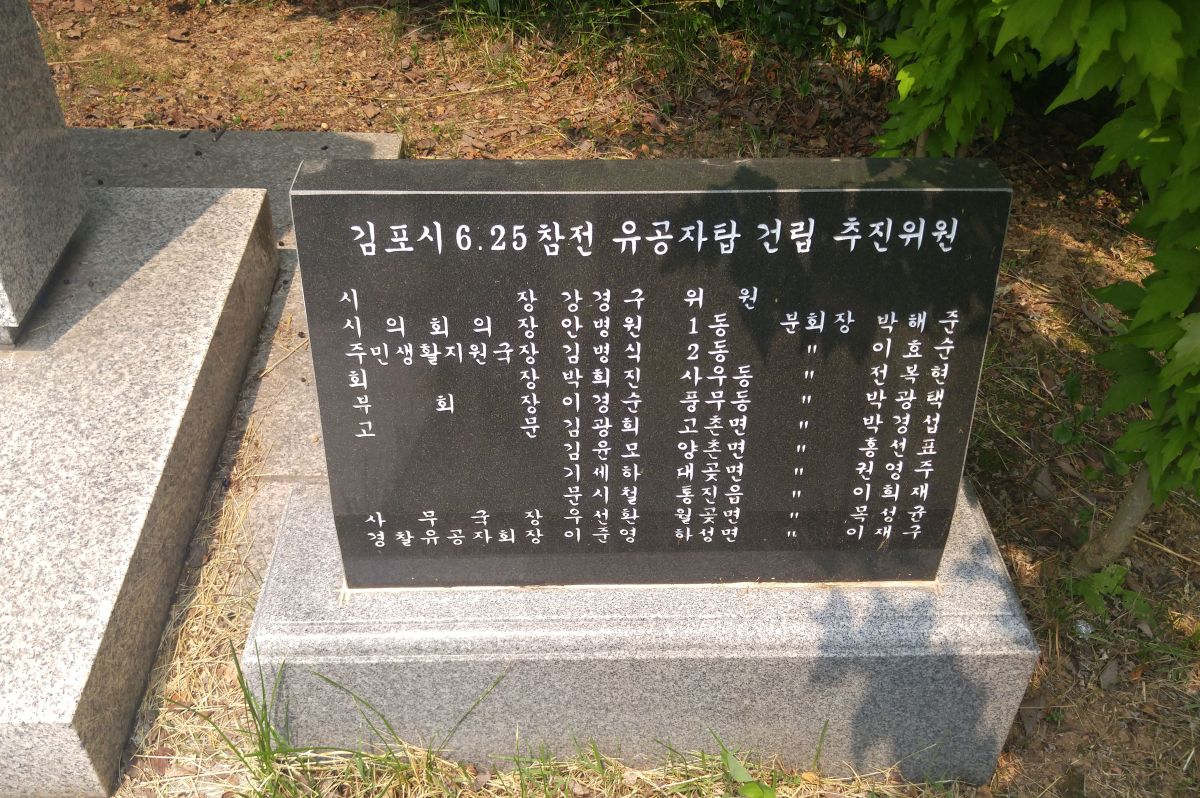 김포시 6.25 참전 유공자탑 건립 추진위원
시 장 강경구 위 원
시 의 회 의 장 안병원 1동 분회장 박해준
주민생활지원국장 김병식 2동 〃 이효순
회 장 박희진 사우동 〃 전복현
부 회 장 이경순 풍무동 〃 박광택
고 문 김광희 고촌면 〃 박경섭
김윤모 양촌면 〃 홍선표
기세하 대곶면 〃 권영주
문시철 통진읍 〃 이희재
사 무 국 장 우선환 월곶면 〃 목성균
경찰유공자회장 이준영 하성면 〃 이재구